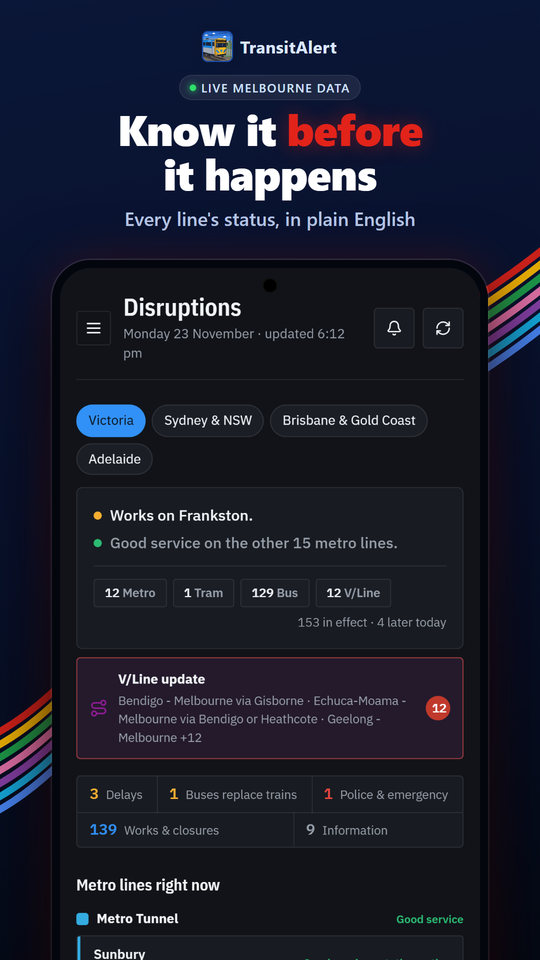 TransitAlert
LIVE MELBOURNE DATA
Know it before
it happens
Every line's status, in plain English
Disruptions
Monday 23 November · updated 6:12
pm
Victoria
Sydney & NSW
Brisbane & Gold Coast
Adelaide
Works on Frankston.
Good service on the other 15 metro lines.
12 Metro
1 Tram
129 Bus
12 V/Line
153 in effect · 4 later today
V/Line update
Bendigo - Melbourne via Gisborne · Echuca-Moama -
Melbourne via Bendigo or Heathcote · Geelong -
Melbourne +12
12
3 Delays
1 Buses replace trains
1 Police & emergency
139 Works & closures
9 Information
Metro lines right now
Metro Tunnel
Good service
Sunbury